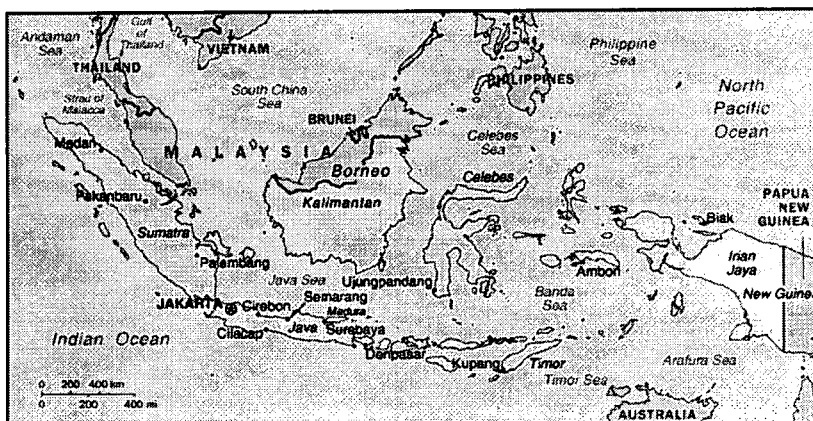 Andaman
Sea
Gulf
of
Thailand
VIETNAM
THAILAND
Philippine
Sea
PHILIPPINES
South China
Sea
North
Pacific
Ocean
Strait of
Malacca
BRUNEI
Celebes
Sea
Medan
MALAYSIA
Borneo
Kalimantan
Celebes
PAPUA
NEW
GUINEA
Pekanbaru
Biak
Sumatra
Irian
Jaya
Palembang
Java Sea
Ujungpandang
Ambon
New Guinea
JAKARTA
Cirebon
Semarang
Madura
Banda
Sea
Indian Ocean
Cilacap
Java
Surabaya
Denpasar
Kupang
Timor
Timor Sea
Arafura Sea
0 200 400 km
0 200 400 mi
AUSTRALIA